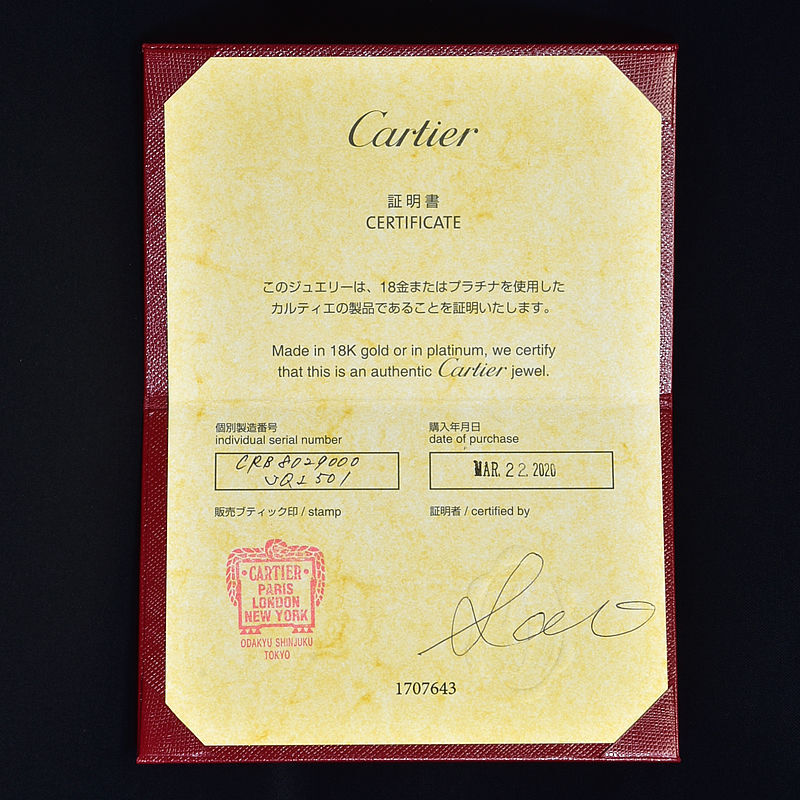 Cartier
証明書
CERTIFICATE
このジュエリーは、18金またはプラチナを使用した
カルティエの製品であることを証明いたします。
Made in 18K gold or in platinum, we certify
that this is an authentic Cartier jewel.
個別製造番号
individual serial number
購入年月日
date of purchase
CRB8029000
MAR. 22. 2020
販売ブティック印 / stamp
証明者 / certified by
CARTIER
PARIS
LONDON
NEW YORK
ODAKYU SHINJUKU
TOKYO
1707643